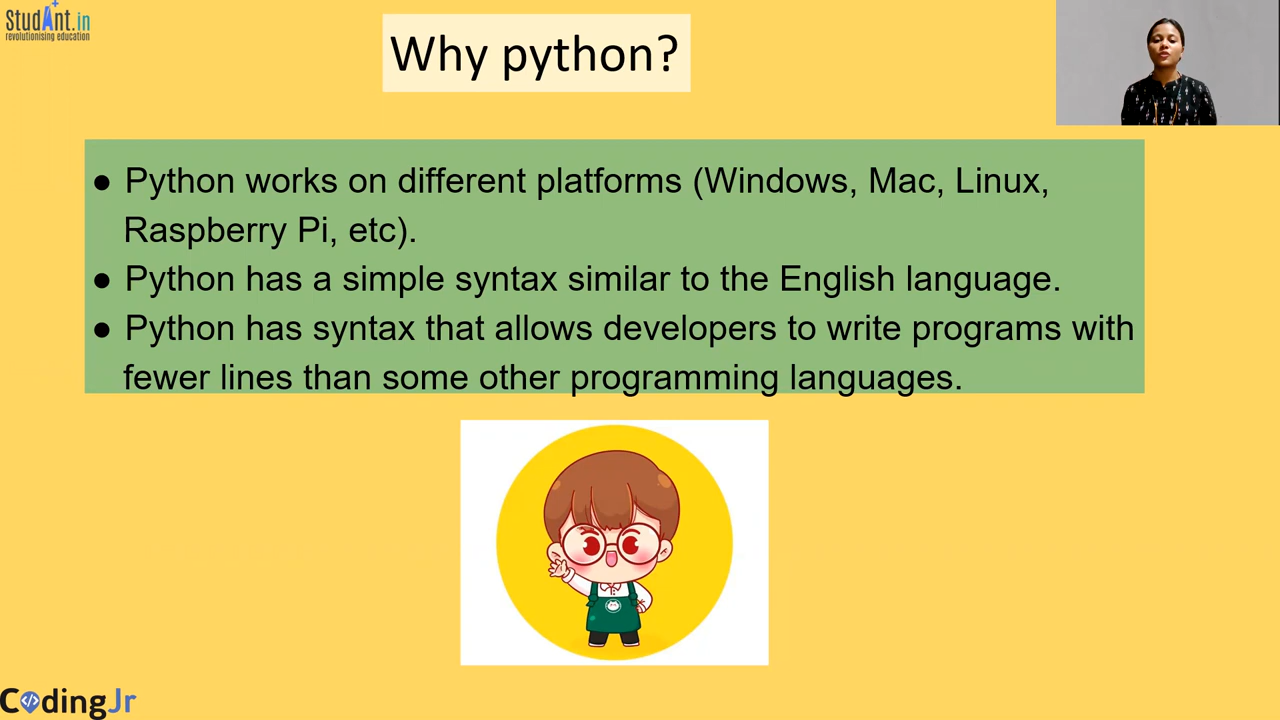 StudAnt.in
revolutionising education
Why python?
● Python works on different platforms (Windows, Mac, Linux,
Raspberry Pi, etc).
● Python has a simple syntax similar to the English language.
● Python has syntax that allows developers to write programs with
fewer lines than some other programming languages.
CodingJr